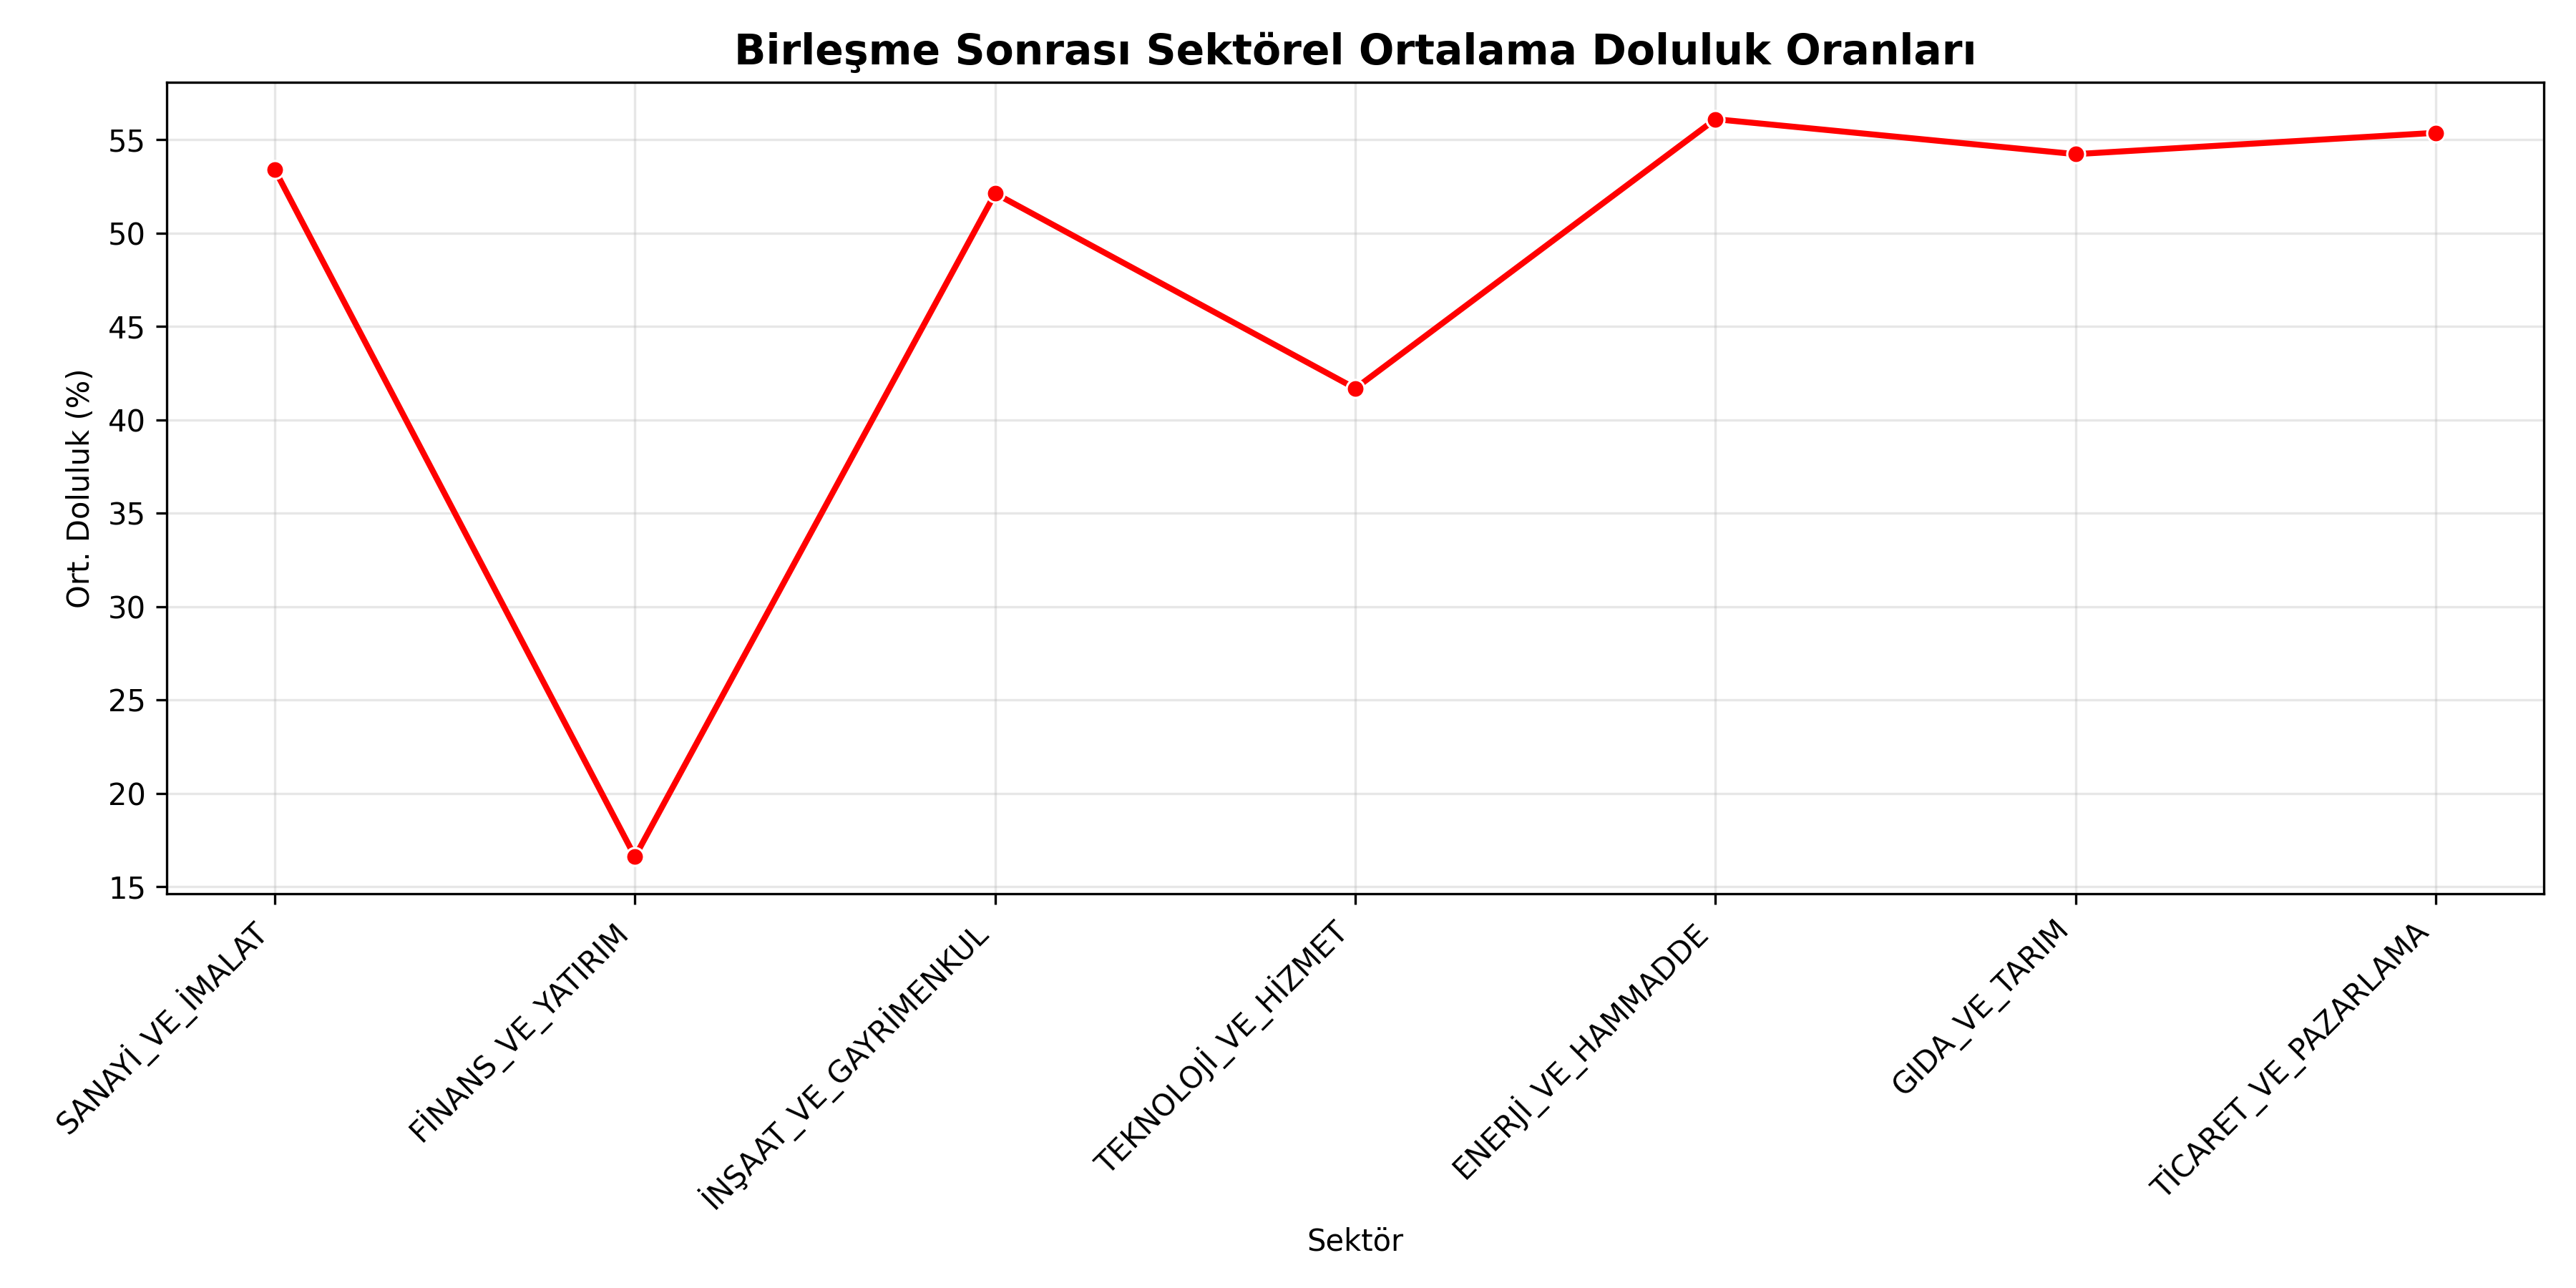 Birleşme Sonrası Sektörel Ortalama Doluluk Oranları
Ort. Doluluk (%)
55
50
45
40
35
30
25
20
15
SANAYİ_VE_İMALAT
FİNANS_VE_YATIRIM
İNŞAAT_VE_GAYRİMENKUL
TEKNOLOJİ_VE_HİZMET
ENERJİ_VE_HAMMADDE
GIDA_VE_TARIM
TİCARET_VE_PAZARLAMA
Sektör